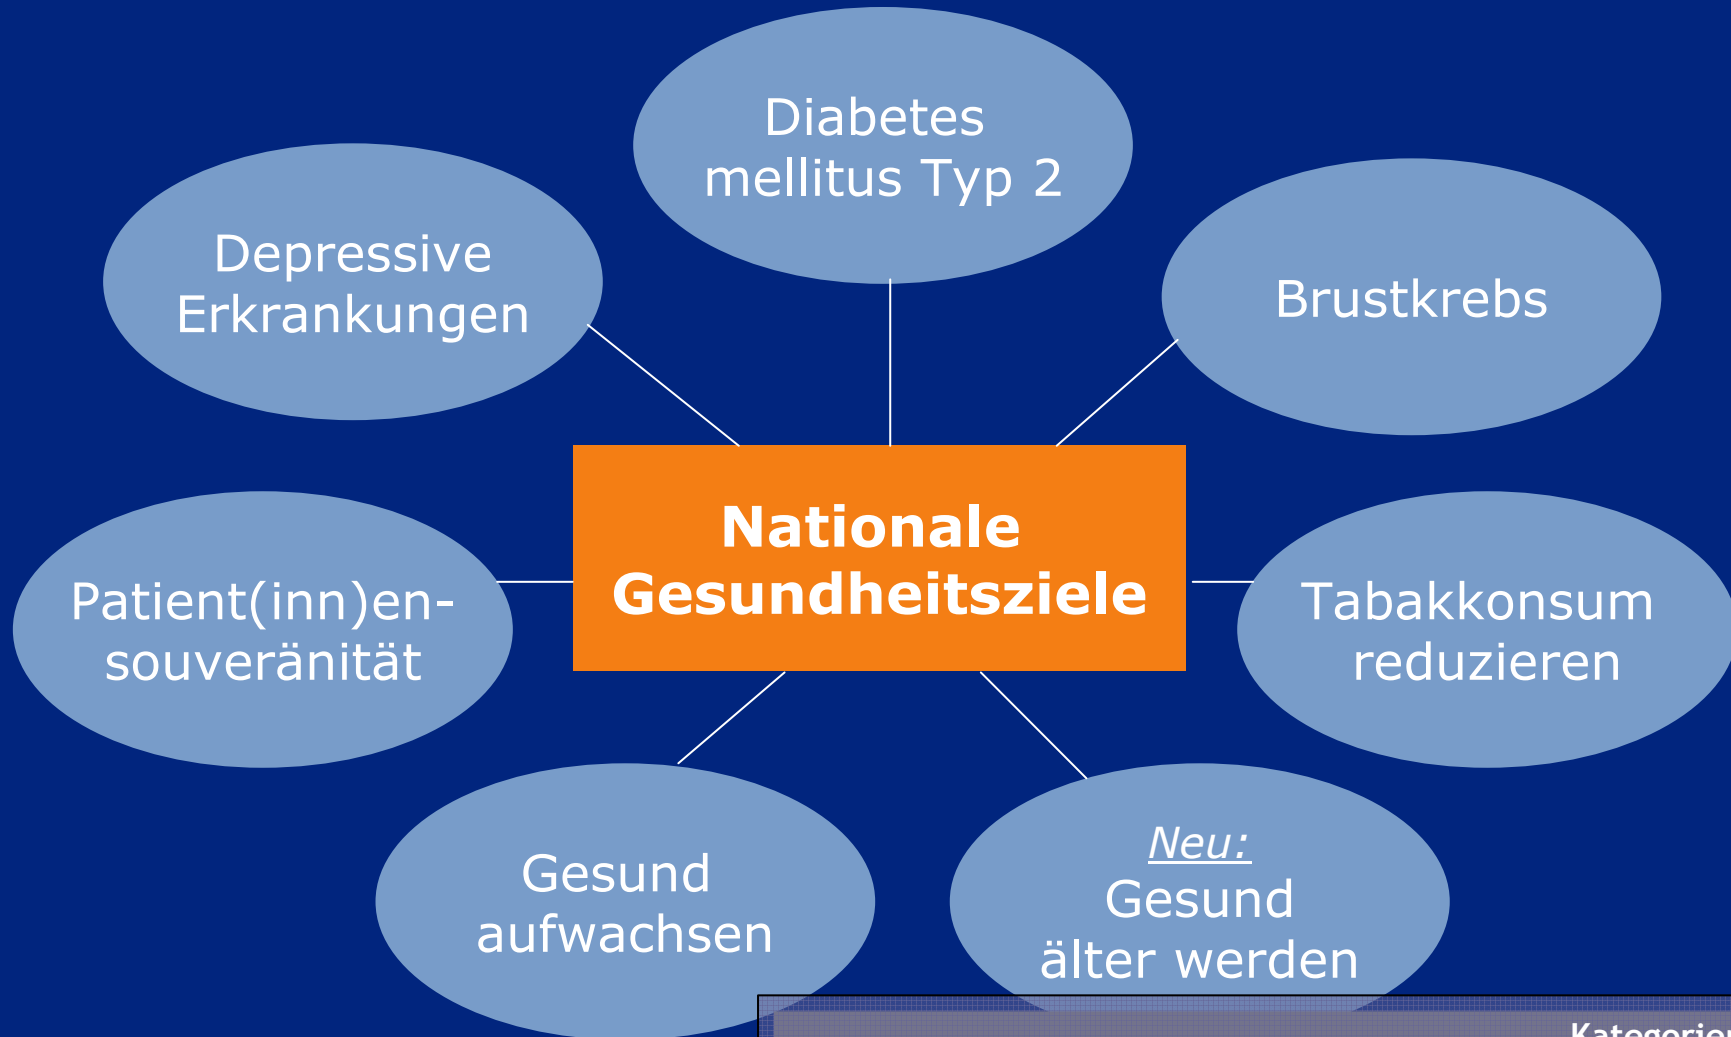 Diabetes
mellitus Typ 2
Depressive
Erkrankungen
Brustkrebs
Nationale
Gesundheitsziele
Patient(inn)en-
souveränität
Tabakkonsum
reduzieren
Gesund
aufwachsen
Neu:
Gesund
älter werden